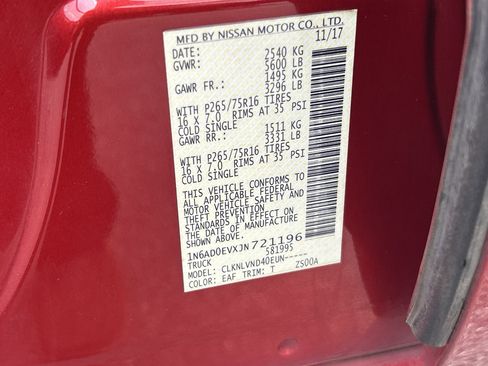 MFD BY NISSAN MOTOR CO., LTD.
DATE: 11/17
GVWR: 2540 KG
5600 LB
GAWR FR.: 1495 KG
3296 LB
WITH P265/75R16 TIRES
16 X 7.0 RIMS AT 35 PSI
COLD SINGLE
GAWR RR.: 1511 KG
3331 LB
WITH P265/75R16 TIRES
16 X 7.0 RIMS AT 35 PSI
COLD SINGLE
THIS VEHICLE CONFORMS TO
ALL APPLICABLE FEDERAL
MOTOR VEHICLE SAFETY AND
THEFT PREVENTION
STANDARDS IN EFFECT ON
THE DATE OF MANUFACTURE
SHOWN ABOVE.
1N6AD0EVXJN721196
TRUCK 581995
MODEL: CLKNLVND40EUN-----
COLOR: EAF TRIM: T ZS00A